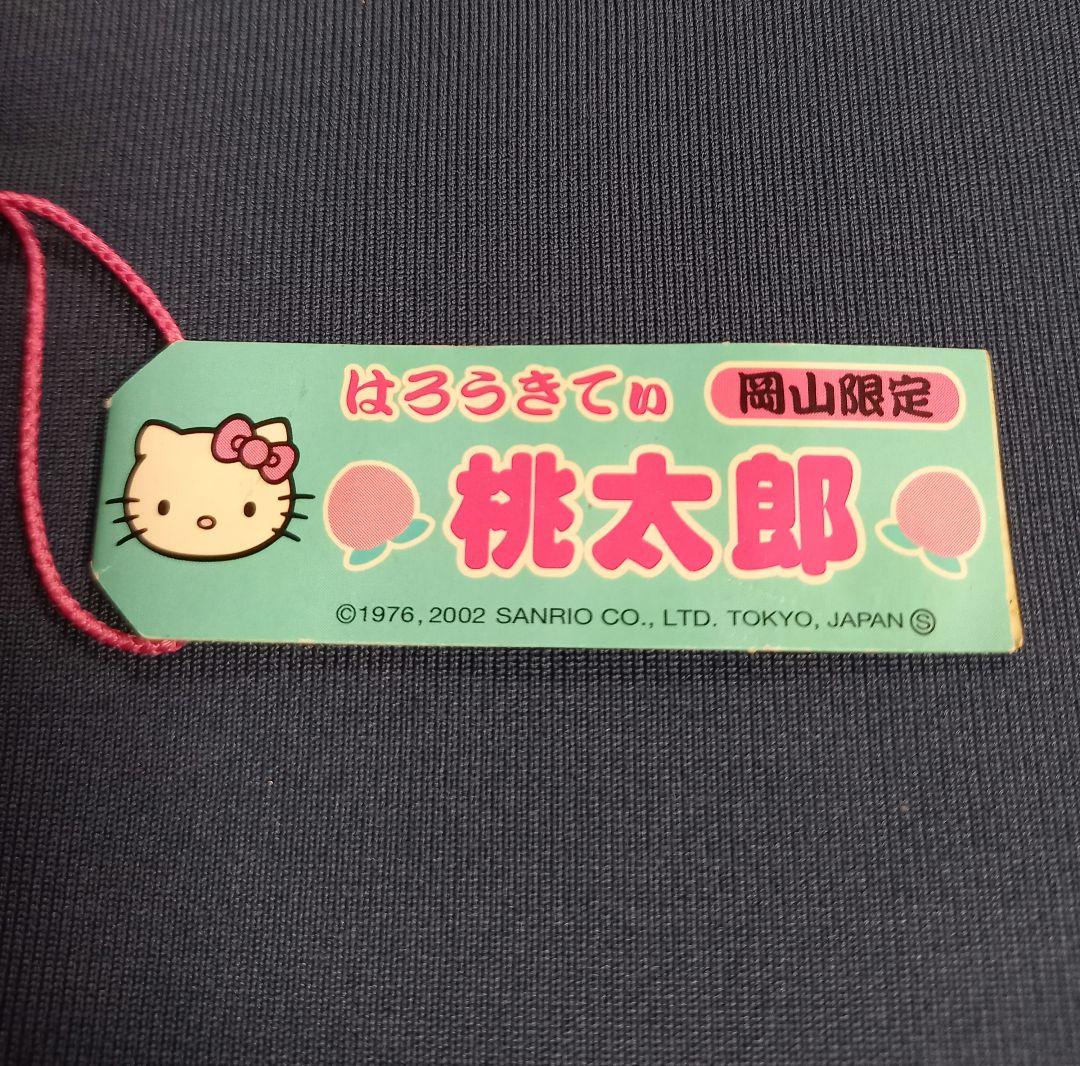 はろうきてぃ 岡山限定
桃太郎
©1976, 2002 SANRIO CO., LTD. TOKYO, JAPAN Ⓢ